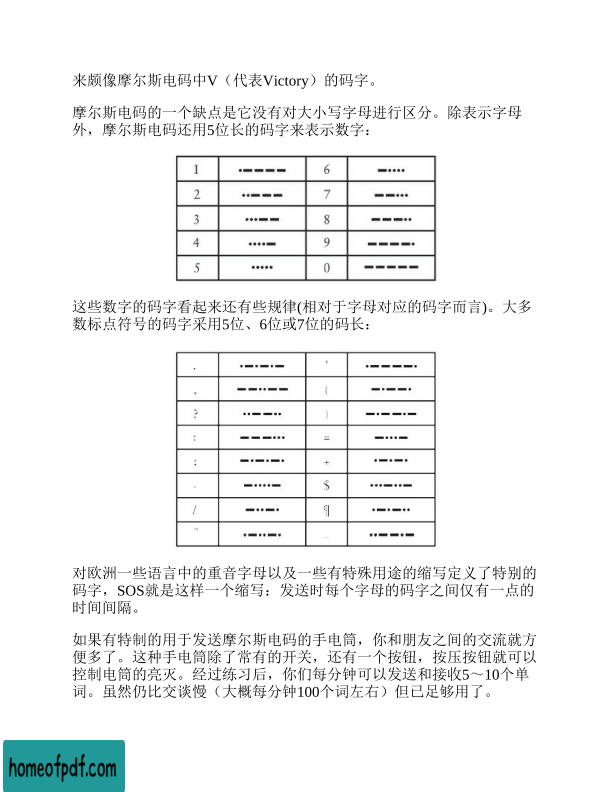 来颇像摩尔斯电码中V（代表Victory）的码字。
摩尔斯电码的一个缺点是它没有对大小写字母进行区分。除表示字母
外，摩尔斯电码还用5位长的码字来表示数字：
1 ·−−−− 6 −····
2 ··−−− 7 −−···
3 ···−− 8 −−−··
4 ····− 9 −−−−·
5 ····· 0 −−−−−
这些数字的码字看起来还有些规律(相对于字母对应的码字而言)。大多
数标点符号的码字采用5位、6位或7位的码长：
. ·−·−·− ' ·−−−−·
、 −−··−− ( −·−−·
? ··−−·· ) −·−−·−
: −−−··· = −···−
; −·−·−· + ·−·−·
- −····− $ ···−··−
/ −··−· ¶ ·−·−··
" ·−··−· _ ··−−·−
对欧洲一些语言中的重音字母以及一些有特殊用途的缩写定义了特别的
码字，SOS就是这样一个缩写：发送时每个字母的码字之间仅有一点的
时间间隔。
如果有特制的用于发送摩尔斯电码的手电筒，你和朋友之间的交流就方
便多了。这种手电筒除了常有的开关，还有一个按钮，按压按钮就可以
控制电筒的亮灭。经过练习后，你们每分钟可以发送和接收5～10个单
词。虽然仍比交谈慢（大概每分钟100个词左右）但已足够用了。
homeofpdf.com